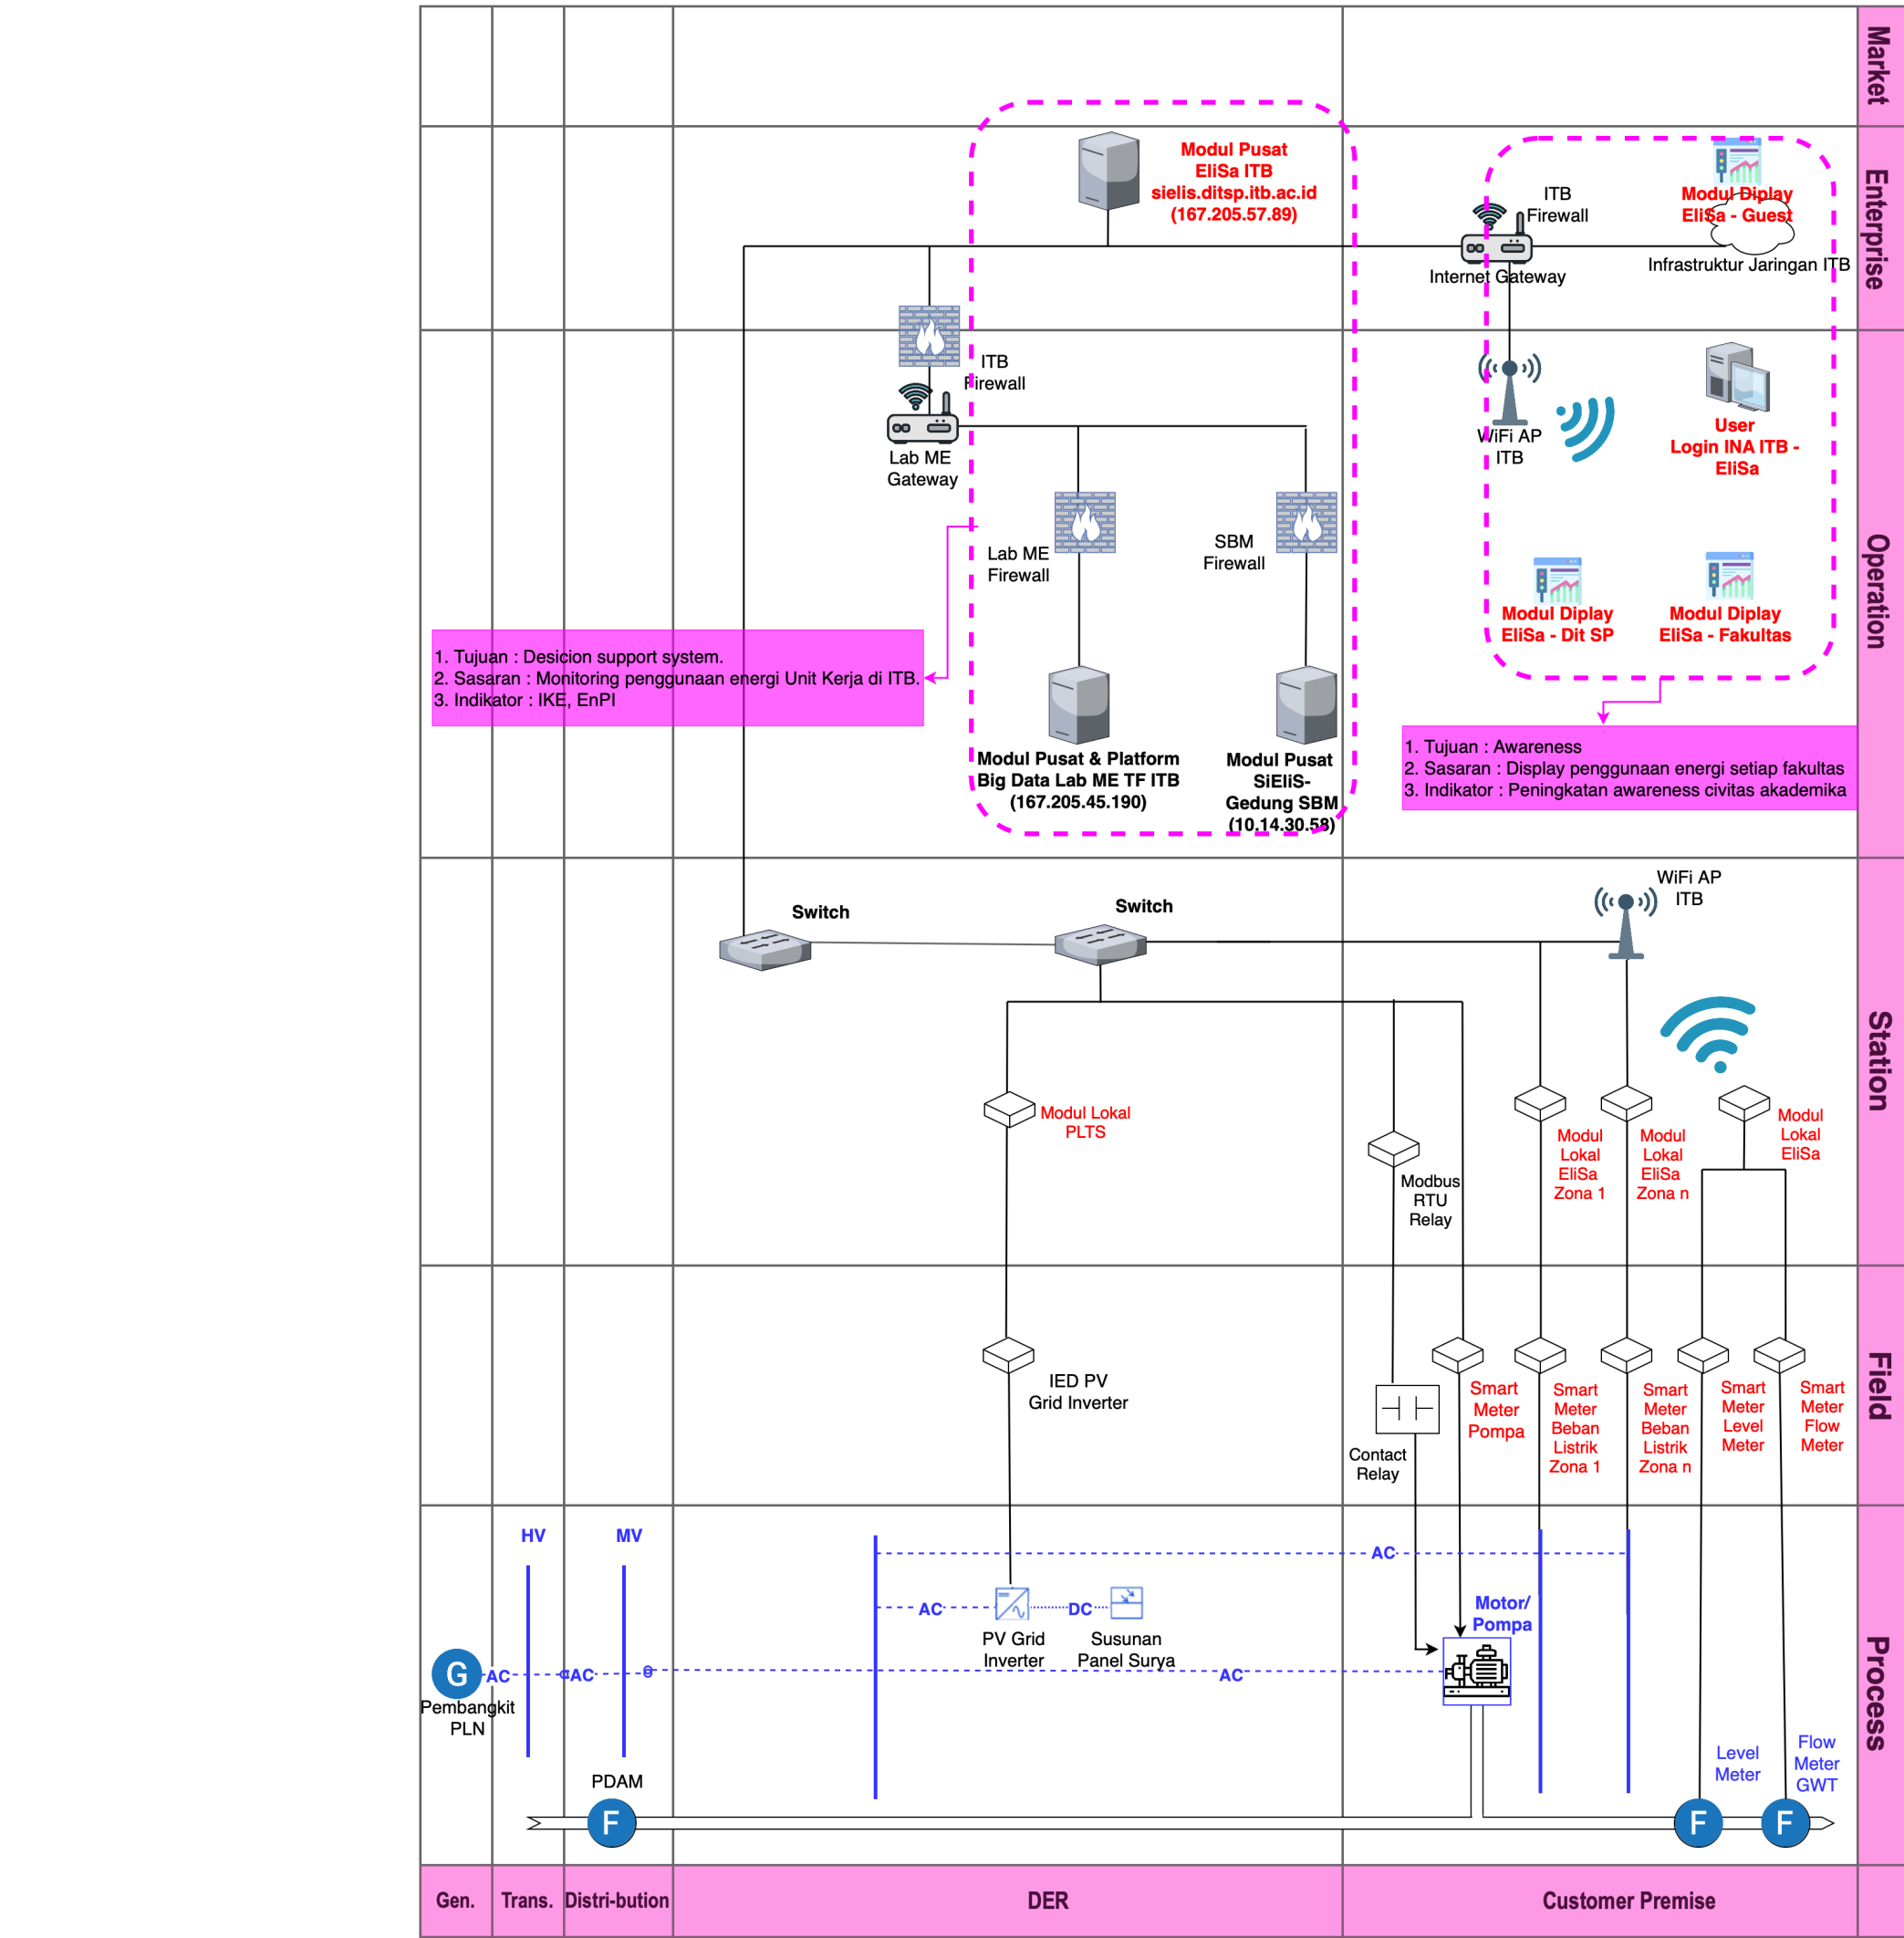 Market
Modul Pusat
EliSa ITB
sielis.ditsp.itb.ac.id
(167.205.57.89)
ITB
Firewall
Internet Gateway
Modul Diplay
EliSa - Guest
Infrastruktur Jaringan ITB
Enterprise
ITB
Firewall
Lab ME
Gateway
Lab ME
Firewall
SBM
Firewall
WiFi AP
ITB
User
Login INA ITB -
EliSa
Modul Diplay
EliSa - Dit SP
Modul Diplay
EliSa - Fakultas
1. Tujuan : Desicion support system.
2. Sasaran : Monitoring penggunaan energi Unit Kerja di ITB.
3. Indikator : IKE, EnPI
Modul Pusat & Platform
Big Data Lab ME TF ITB
(167.205.45.190)
Modul Pusat
SiEliS-
Gedung SBM
(10.14.30.58)
1. Tujuan : Awareness
2. Sasaran : Display penggunaan energi setiap fakultas
3. Indikator : Peningkatan awareness civitas akademika
Operation
Switch
Switch
WiFi AP
ITB
Modul Lokal
PLTS
Modbus
RTU
Relay
Modul
Lokal
EliSa
Zona 1
Modul
Lokal
EliSa
Zona n
Modul
Lokal
EliSa
Station
IED PV
Grid Inverter
Contact
Relay
Smart
Meter
Pompa
Smart
Meter
Beban
Listrik
Zona 1
Smart
Meter
Beban
Listrik
Zona n
Smart
Meter
Level
Meter
Smart
Meter
Flow
Meter
Field
HV
MV
AC
AC
DC
PV Grid
Inverter
Susunan
Panel Surya
Motor/
Pompa
G
AC
AC
AC
Pembangkit
PLN
PDAM
F
Level
Meter
F
Flow
Meter
GWT
F
Process
Gen.
Trans.
Distri-bution
DER
Customer Premise